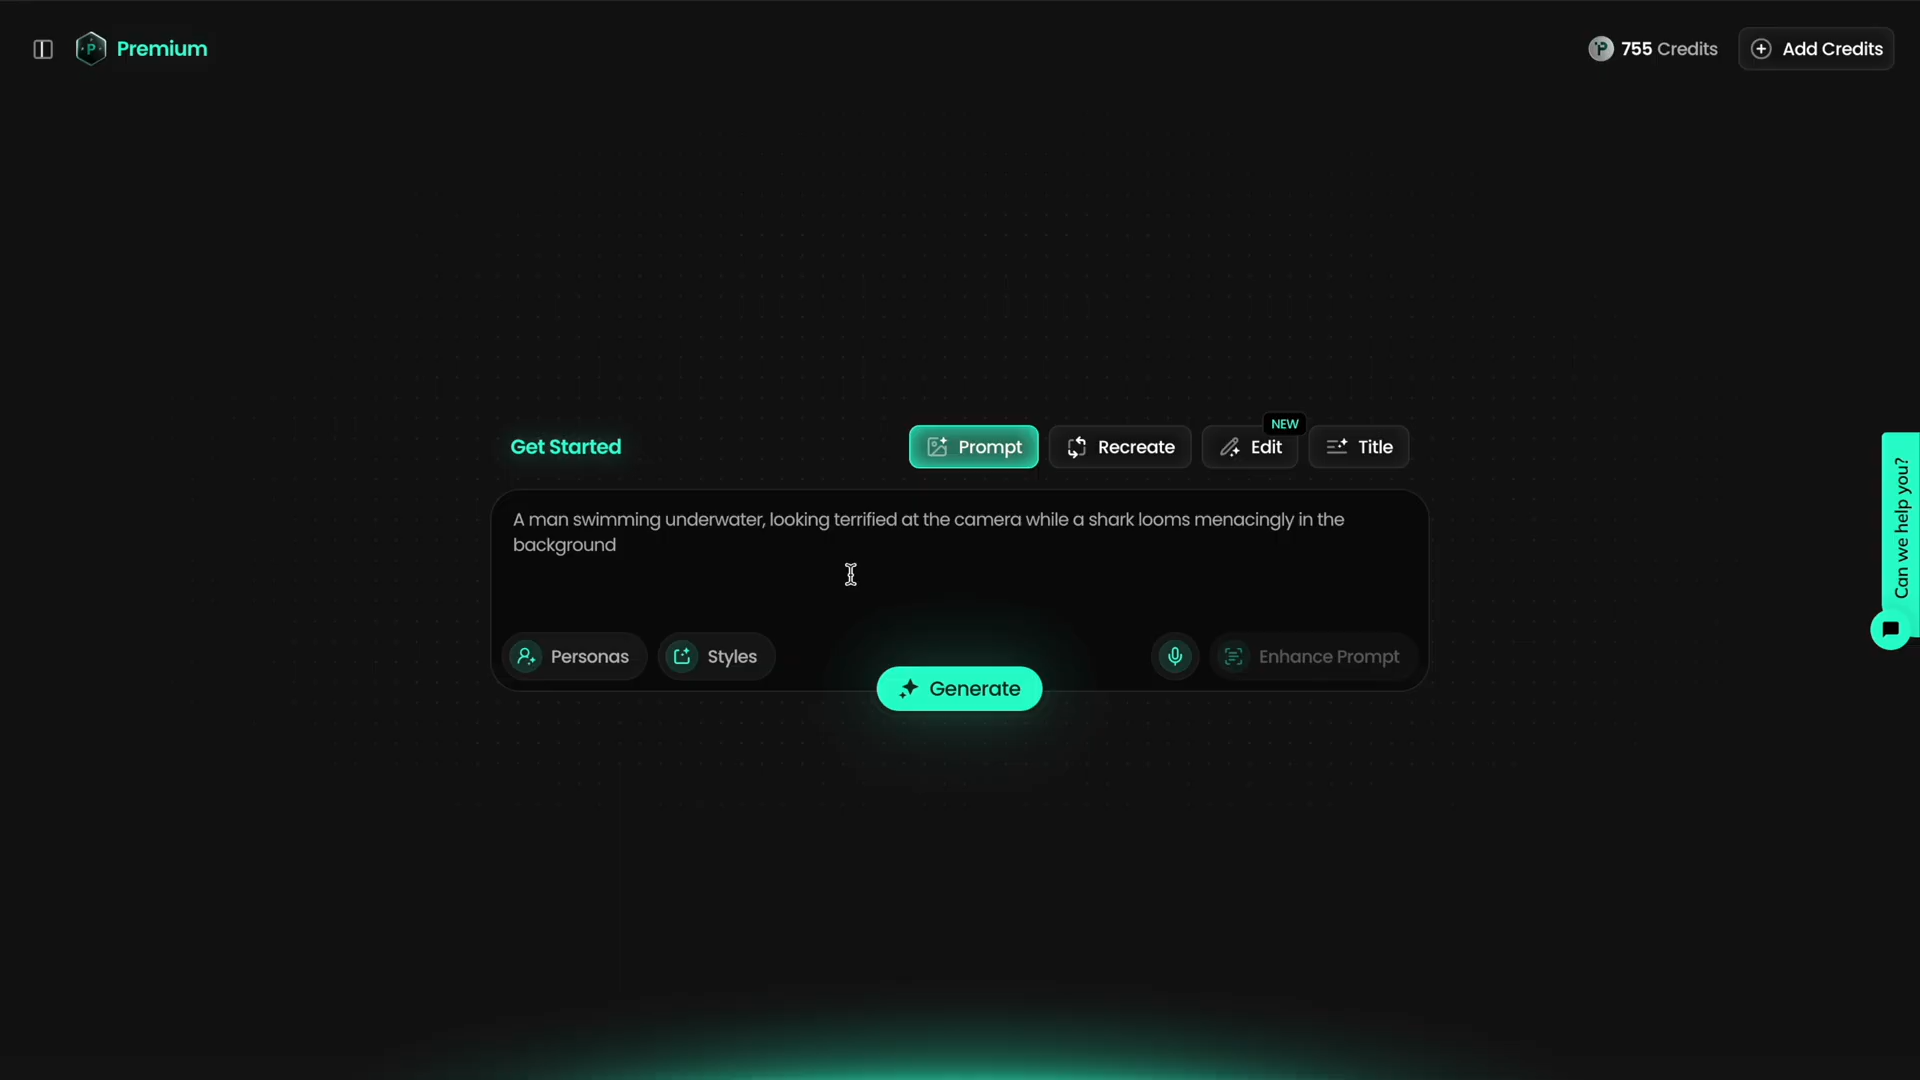 Premium
755 Credits
Add Credits
NEW
Get Started
Prompt
Recreate
Edit
Title
A man swimming underwater, looking terrified at the camera while a shark looms menacingly in the
background
Personas
Styles
Enhance Prompt
Generate
Can we help you?